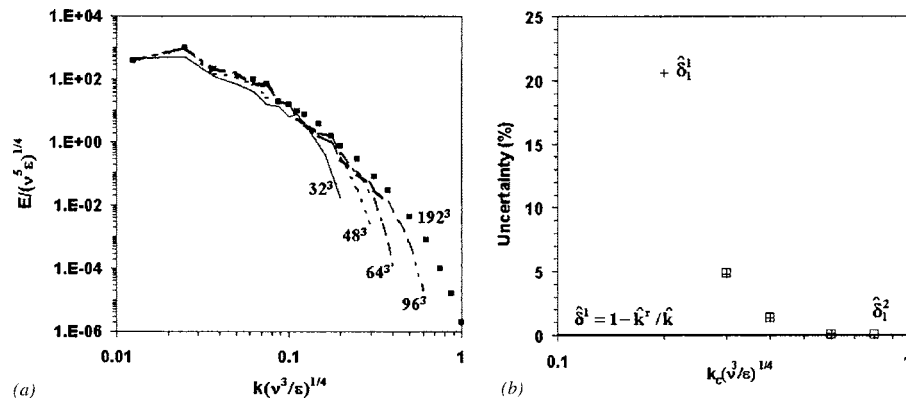 1.E+04
1.E+02
1.E+00
1.E-02
1.E-04
1.E-06
E/(ν⁵ε)^1/4
32³
48³
64³
96³
192³
0.01
0.1
1
k(ν³/ε)^1/4
(a)
25
20
15
10
5
0
Uncertainty (%)
+ δ̂₁¹
δ̂₁²
δ̂¹ = 1 – k̂ʳ/k̂
0.1
k_c(ν³/ε)^1/4
(b)